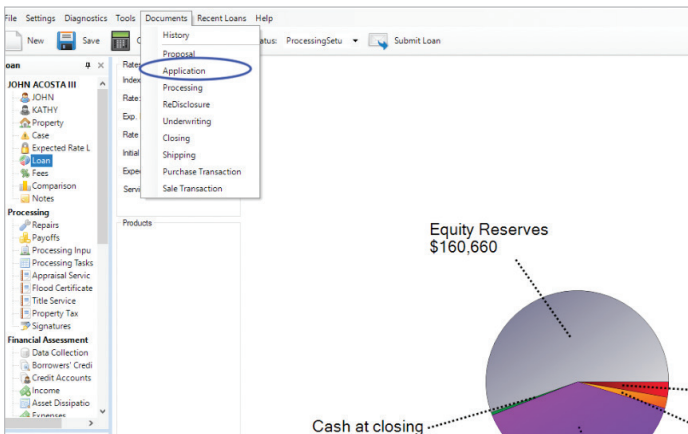 File Settings Diagnostics Tools Documents Recent Loans Help
New Save
atus: ProcessingSetu Submit Loan
History
Proposal
Application
Processing
ReDisclosure
Underwriting
Closing
Shipping
Purchase Transaction
Sale Transaction
oan
JOHN ACOSTA III
JOHN
KATHY
Property
Case
Expected Rate L
Loan
Fees
Comparison
Notes
Processing
Repairs
Payoffs
Processing Inpu
Processing Tasks
Appraisal Servic
Flood Certificate
Title Service
Property Tax
Signatures
Financial Assessment
Data Collection
Borrowers' Credi
Credit Accounts
Income
Asset Dissipatio
Expenses
Rate
Index
Rate:
Exp.
Rate
Initial
Expe
Servi
Products
Equity Reserves
$160,660
Cash at closing